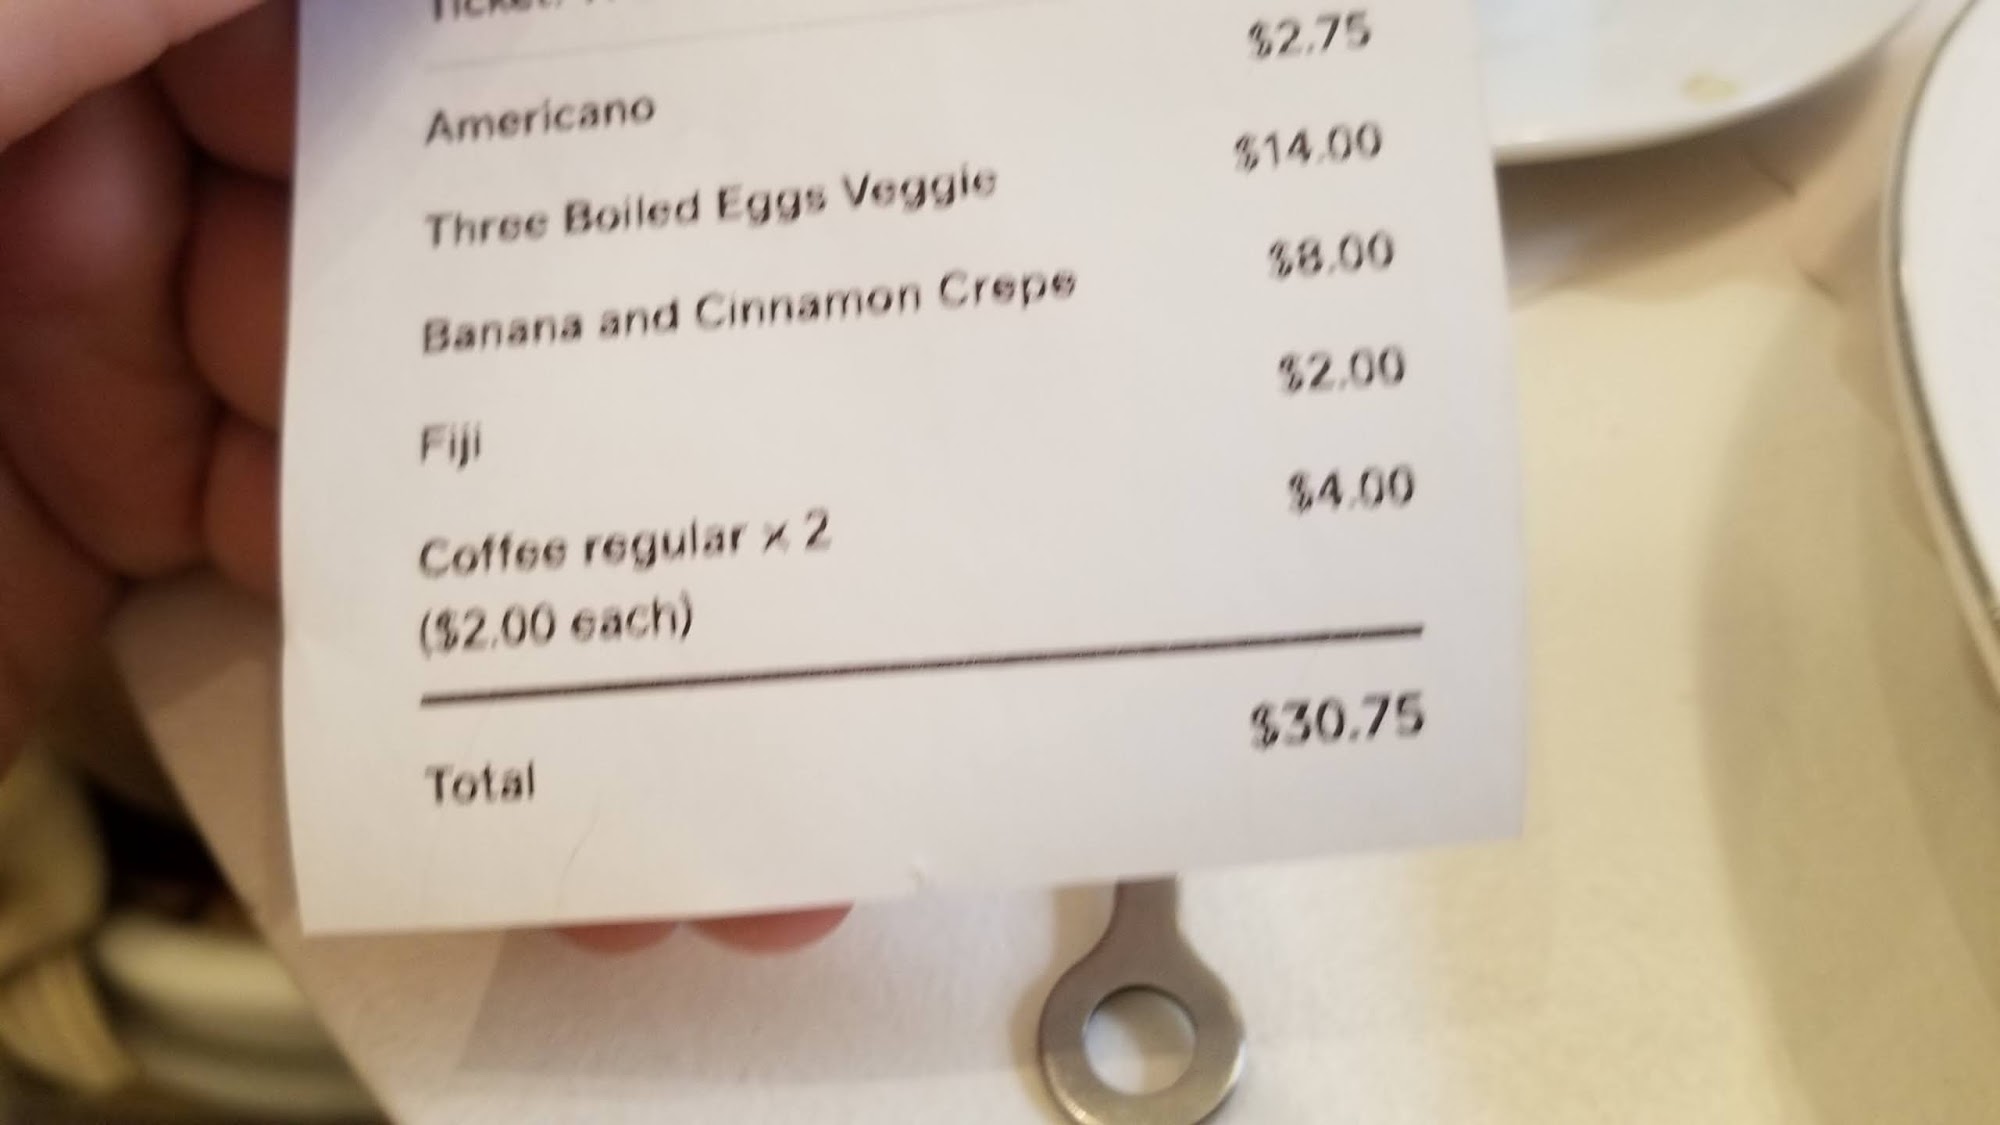 Ticket:
Americano $2.75
Three Boiled Eggs Veggie $14.00
Banana and Cinnamon Crepe $8.00
Fiji $2.00
Coffee regular x 2 $4.00
($2.00 each)
Total $30.75